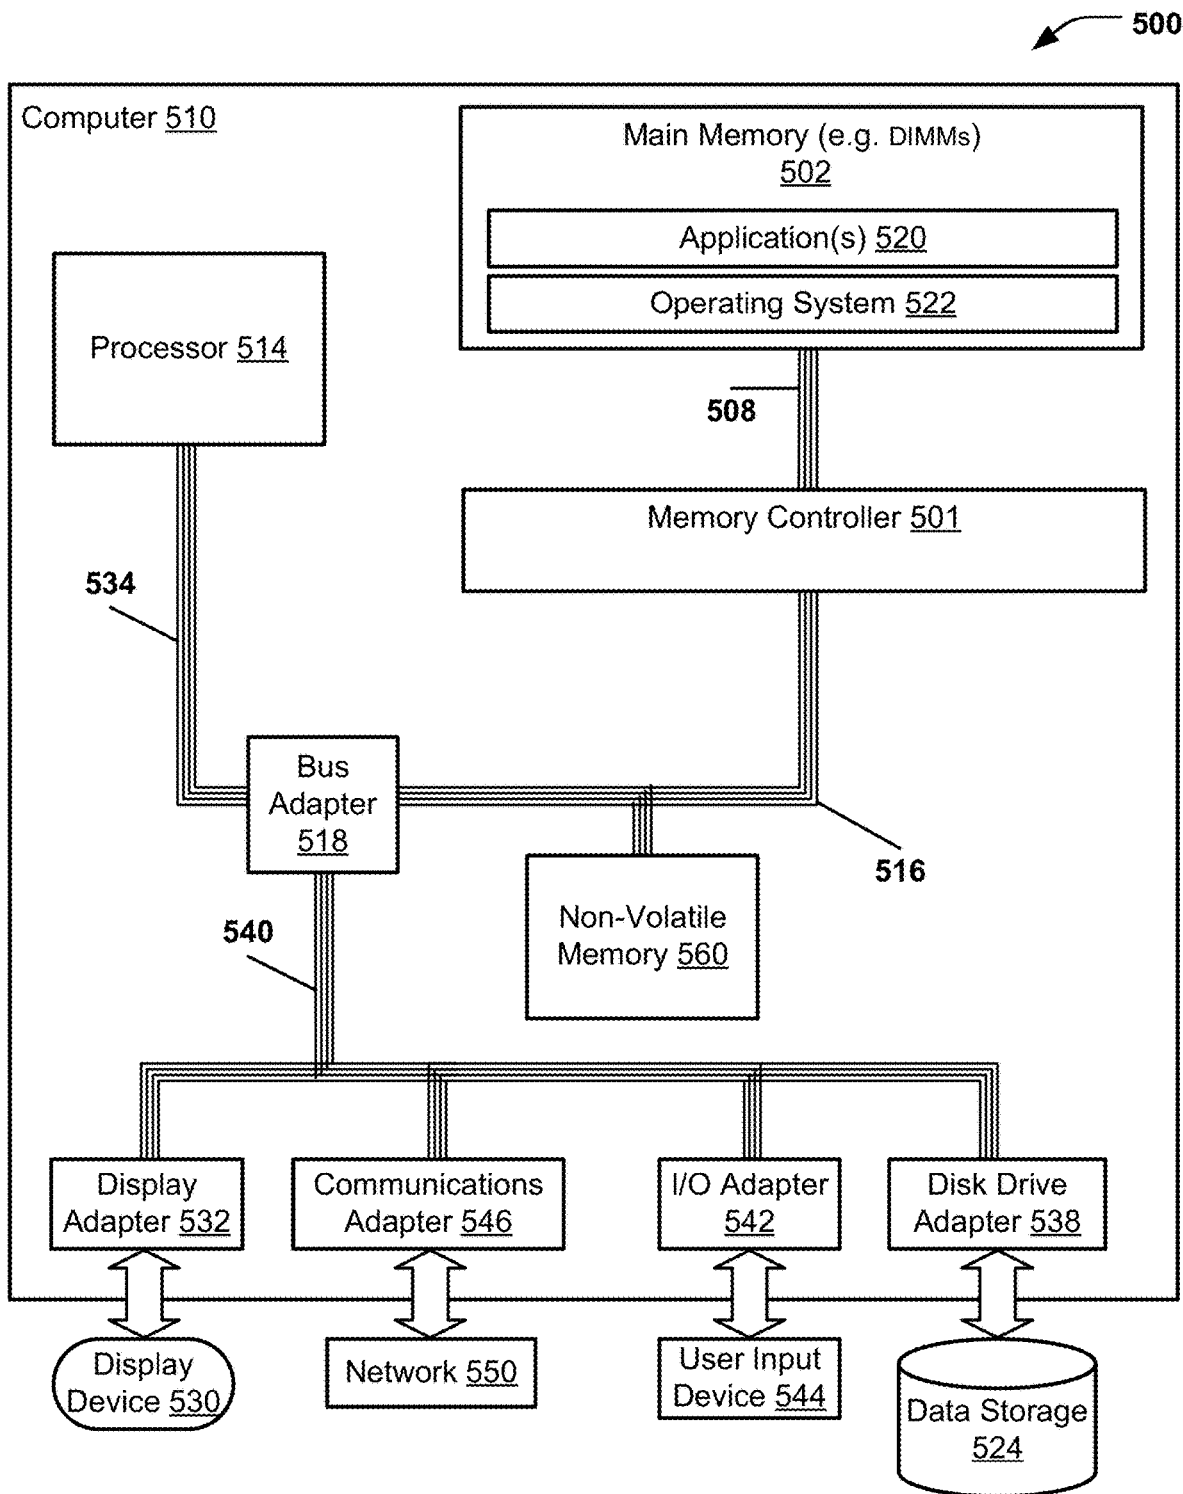 500
Computer 510
Main Memory (e.g. DIMMs)
502
Application(s) 520
Operating System 522
Processor 514
508
Memory Controller 501
534
Bus
Adapter
518
516
Non-Volatile
Memory 560
540
Display
Adapter 532
Communications
Adapter 546
I/O Adapter
542
Disk Drive
Adapter 538
Display
Device 530
Network 550
User Input
Device 544
Data Storage
524